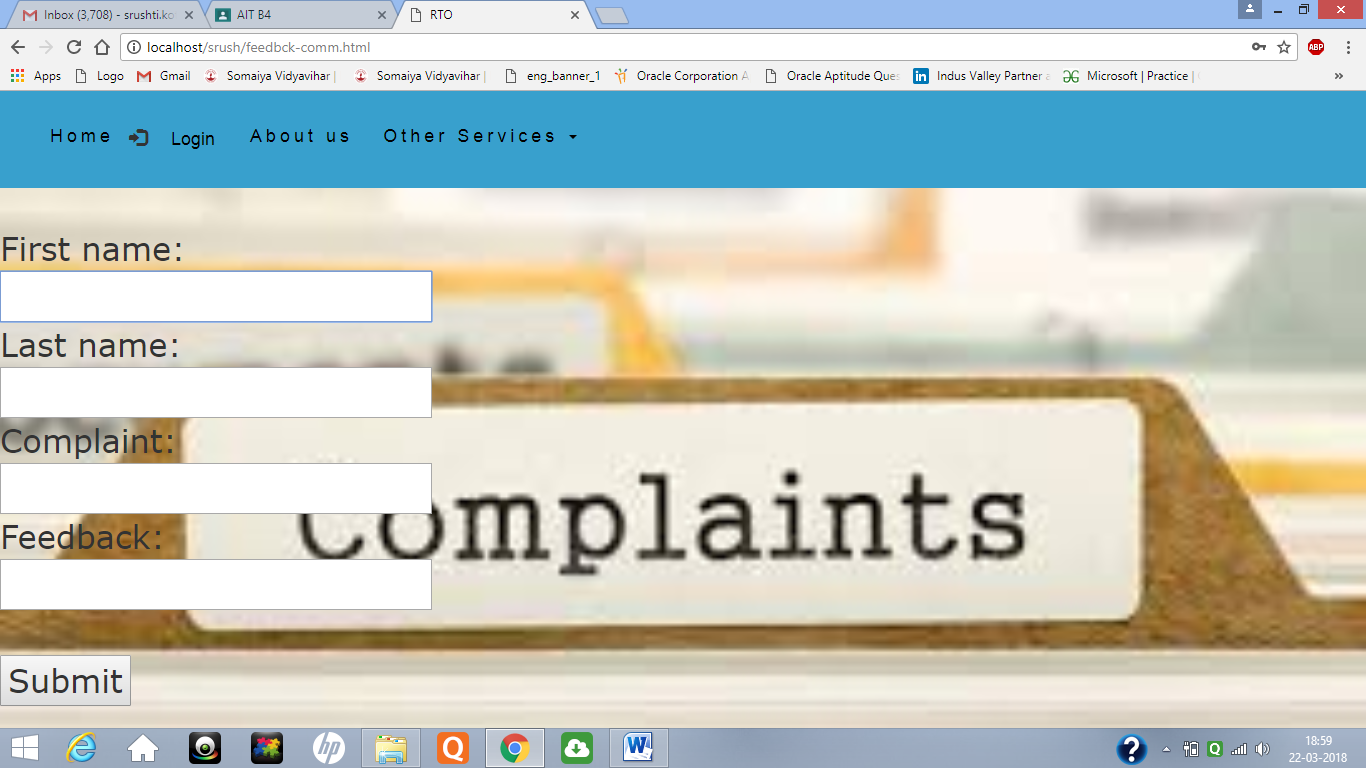 Inbox (3,708) - srushti.ko
AIT B4
RTO
localhost/srush/feedbck-comm.html
ABP
Apps
Logo
Gmail
Somaiya Vidyavihar |
Somaiya Vidyavihar |
eng_banner_1
Oracle Corporation A
Oracle Aptitude Ques
Indus Valley Partner
Microsoft | Practice |
»
Home
Login
About us
Other Services
First name:
Last name:
Complaint:
Complaints
Feedback:
Submit
18:59
22-03-2018